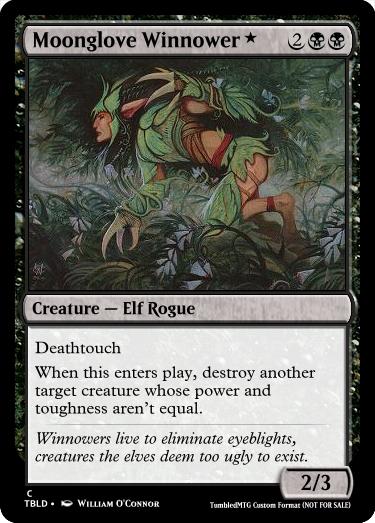 Moonglove Winnower★ 2
Creature — Elf Rogue
Deathtouch
When this enters play, destroy another
target creature whose power and
toughness aren't equal.
Winnowers live to eliminate eyeblights,
creatures the elves deem too ugly to exist.
2/3
C
TBLD • William O'Connor
TumbledMTG Custom Format (NOT FOR SALE)